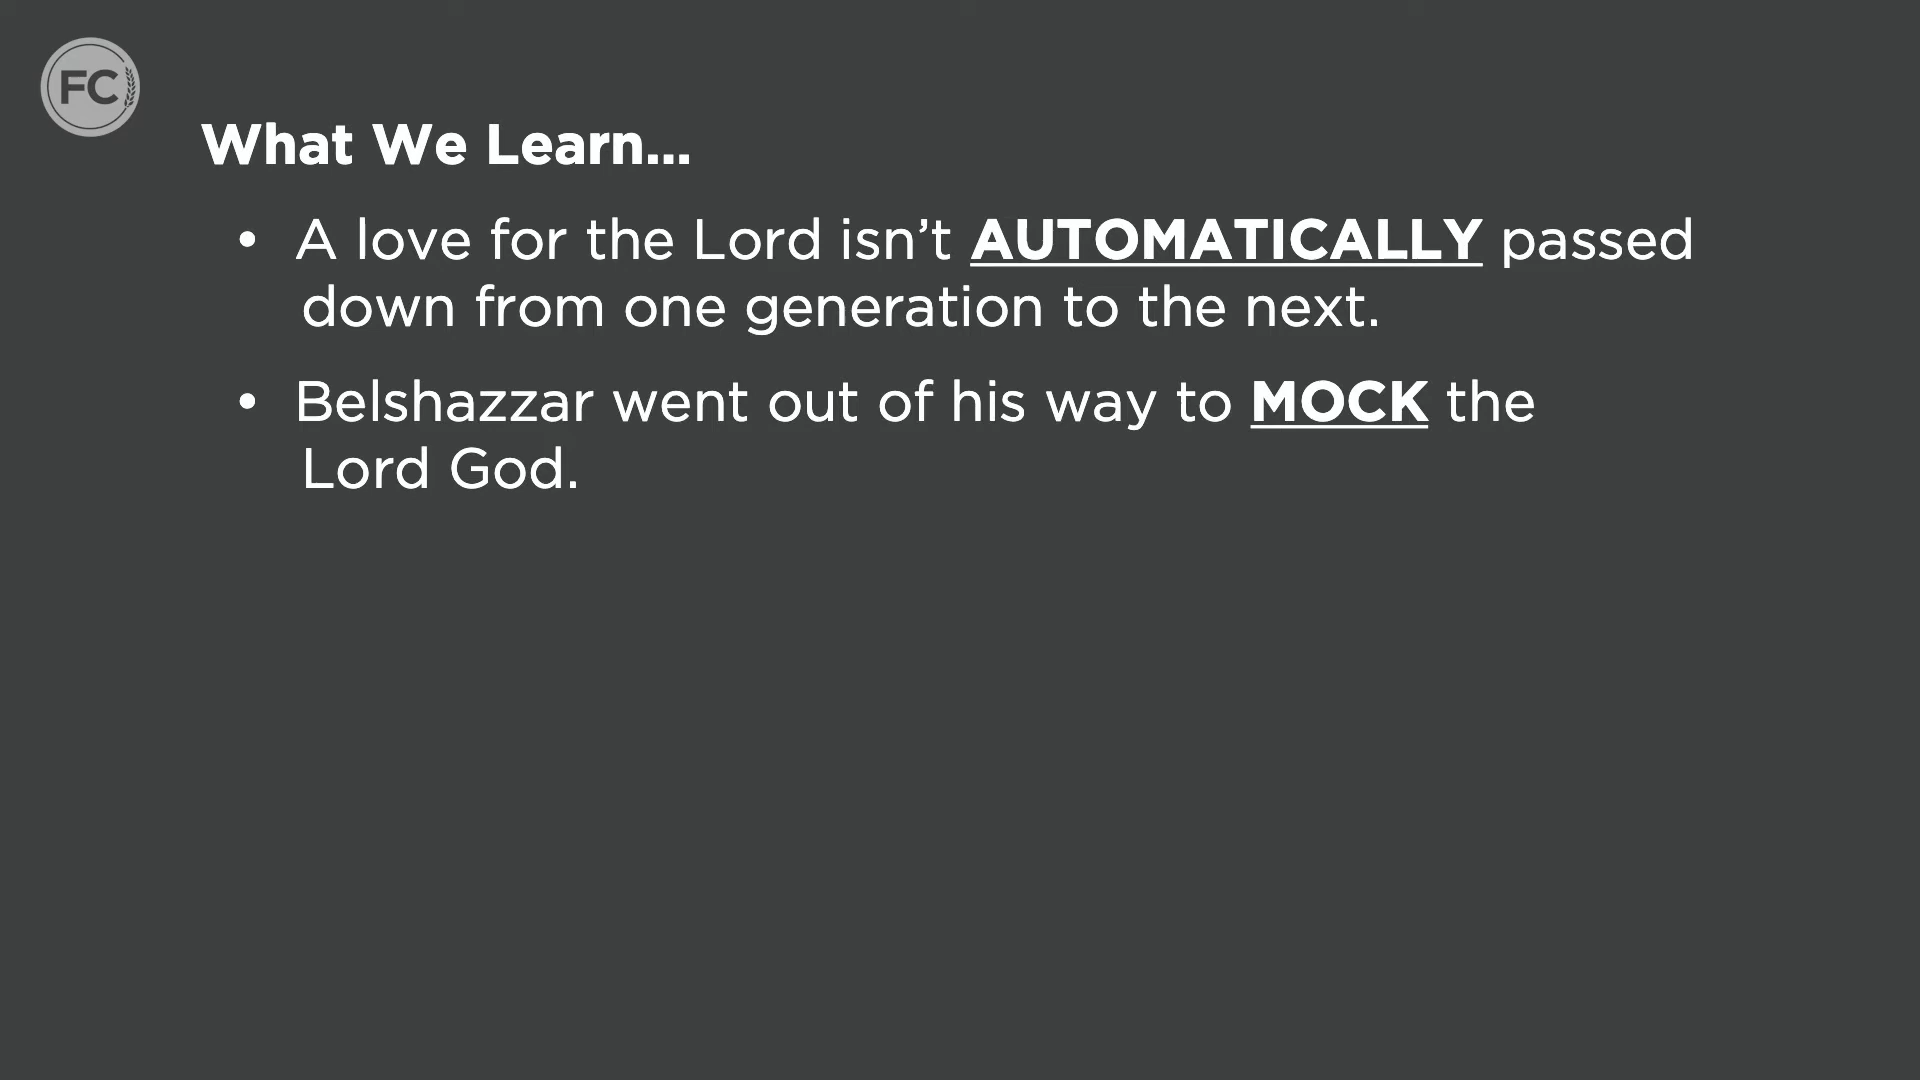 FC
What We Learn...
• A love for the Lord isn’t AUTOMATICALLY passed
down from one generation to the next.
• Belshazzar went out of his way to MOCK the
Lord God.